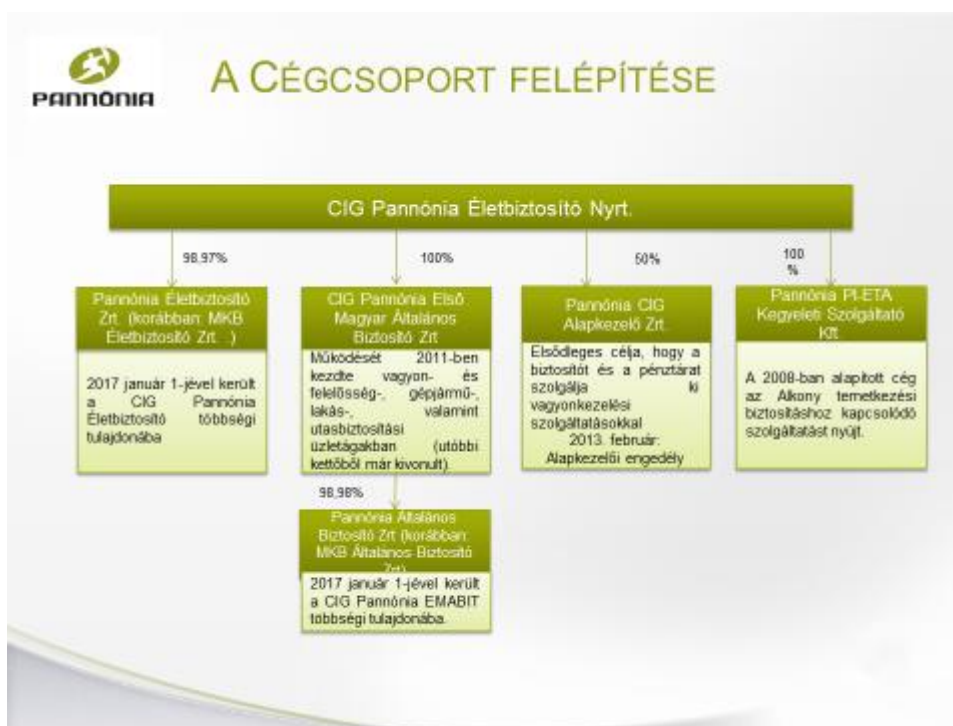 PANNÓNIA
A CÉGCSOPORT FELÉPÍTÉSE
CIG Pannónia Életbiztosító Nyrt.
98,97%
100%
50%
100
%
Pannónia Életbiztosító
Zrt. (korábban: MKB
Életbiztosító Zrt. .)
2017 január 1-jével került
a CIG Pannónia
Életbiztosító többségi
tulajdonába
CIG Pannónia Első
Magyar Általános
Biztosító Zrt
Működését 2011-ben
kezdte vagyon- és
felelősség-, gépjármű-,
lakás-, valamint
utasbiztosítási
üzletágakban (utóbbi
kettőből már kivonult).
98,98%
Pannónia Általános
Biztosító Zrt (korábban:
MKB Általános Biztosító
Zrt)
2017 január 1-jével került
a CIG Pannónia EMABIT
többségi tulajdonába.
Pannónia CIG
Alapkezelő Zrt.
Elsődleges célja, hogy a
biztosítót és a pénztárat
szolgálja ki
vagyonkezelési
szolgáltatásokkal
2013. február:
Alapkezelői engedély
Pannónia PI-ETA
Kegyeleti Szolgáltató
Kft.
A 2008-ban alapított cég
az Alkony temetkezési
biztosításhoz kapcsolódó
szolgáltatást nyújt.